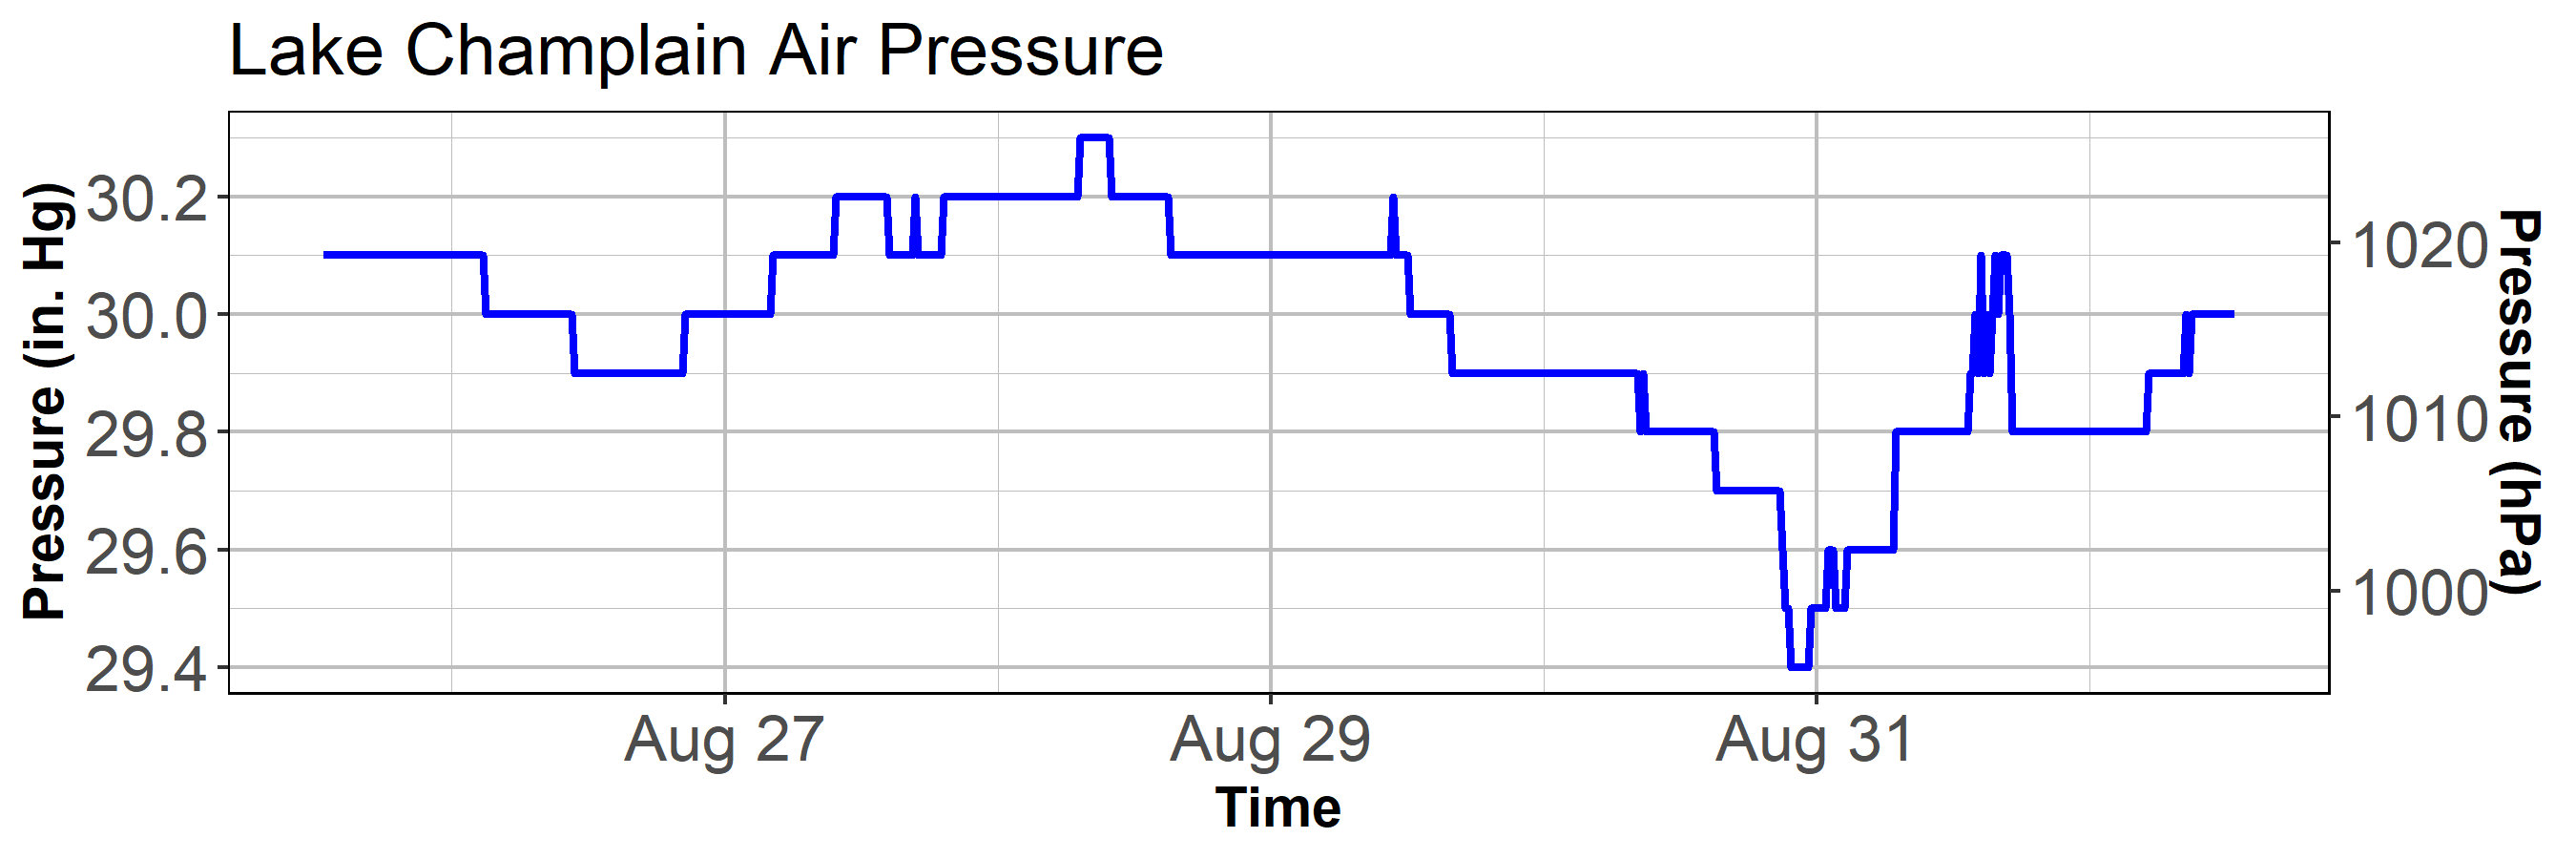 Lake Champlain Air Pressure
Pressure (in. Hg)
30.2
30.0
29.8
29.6
29.4
1020
1010
1000
Pressure (hPa)
Aug 27
Aug 29
Aug 31
Time